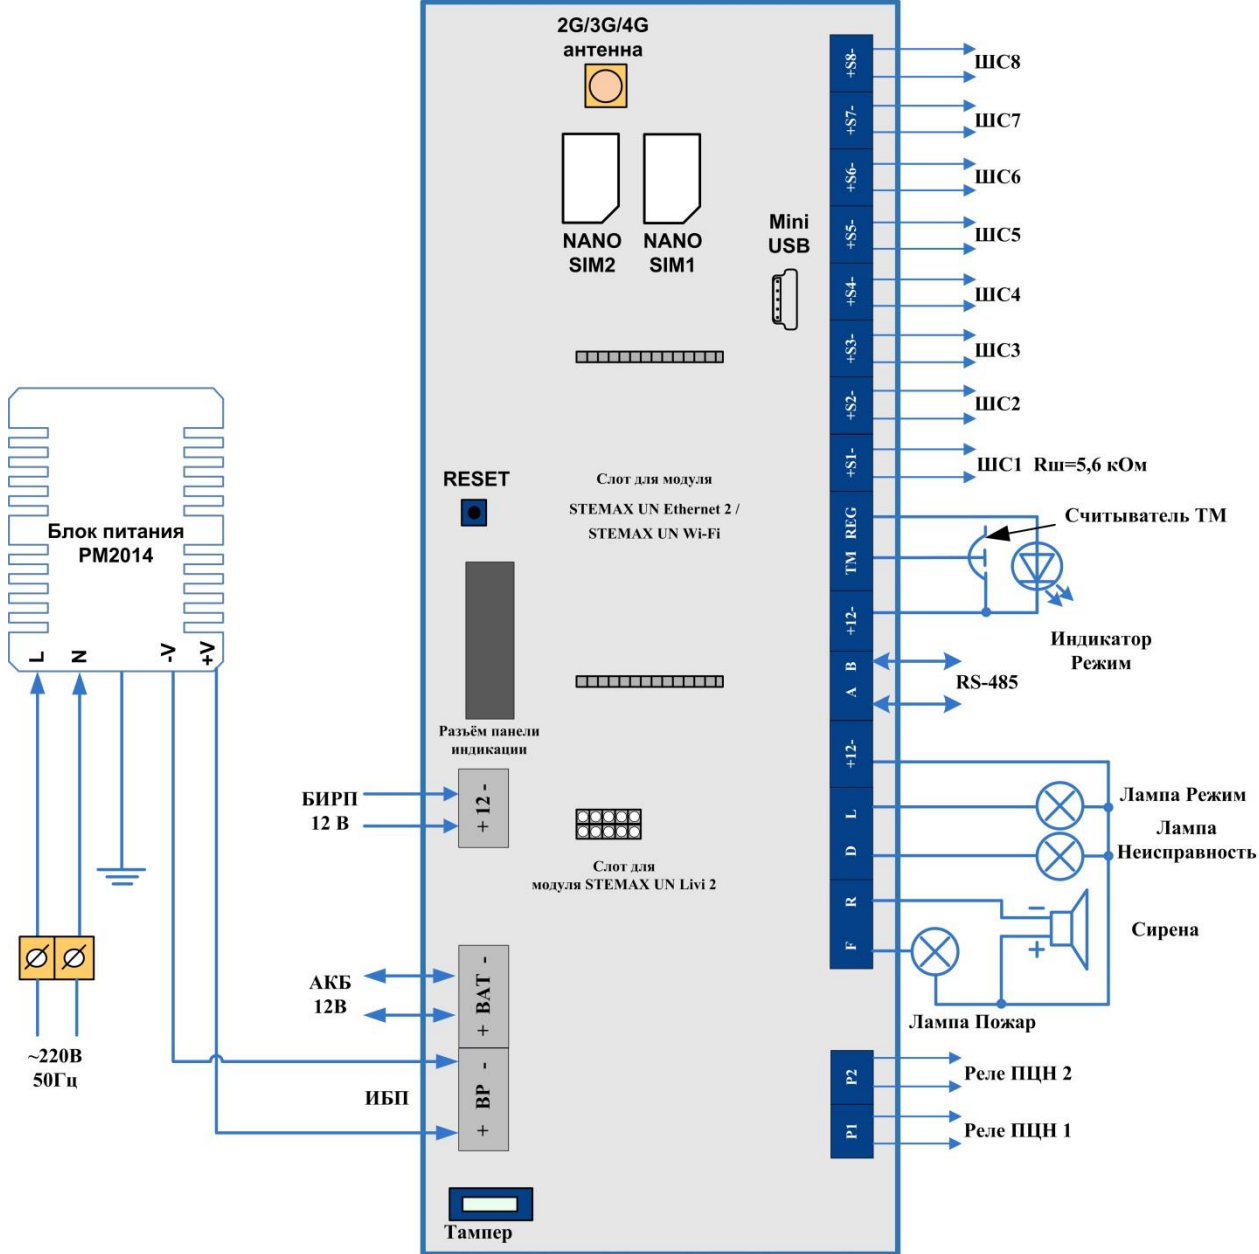 2G/3G/4G
антенна
NANO
SIM2
NANO
SIM1
Mini
USB
+S8-
ШС8
+S7-
ШС7
+S6-
ШС6
+S5-
ШС5
+S4-
ШС4
+S3-
ШС3
+S2-
ШС2
+S1-
ШС1 Rш=5,6 кОм
RESET
Слот для модуля
STEMAX UN Ethernet 2 /
STEMAX UN Wi-Fi
TM REG
Считыватель ТМ
+12-
Индикатор
Режим
Блок питания
PM2014
L
N
-V
+V
A B
RS-485
Разъём панели
индикации
+12-
БИРП
12 В
+ 12 -
L
Лампа Режим
D
Лампа
Неисправность
Слот для
модуля STEMAX UN Livi 2
R
−
+
Сирена
F
Лампа Пожар
АКБ
12В
+ BAT -
~220В
50Гц
ИБП
+ BP -
P2
Реле ПЦН 2
P1
Реле ПЦН 1
Тампер